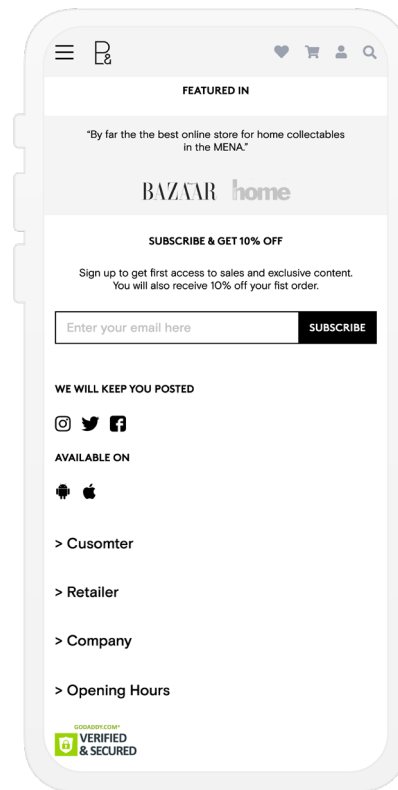 P&
FEATURED IN
“By far the the best online store for home collectables
in the MENA.”
BAZAAR home
SUBSCRIBE & GET 10% OFF
Sign up to get first access to sales and exclusive content.
You will also receive 10% off your fist order.
Enter your email here SUBSCRIBE
WE WILL KEEP YOU POSTED
AVAILABLE ON
> Cusomter
> Retailer
> Company
> Opening Hours
GODADDY.COM®
VERIFIED
& SECURED